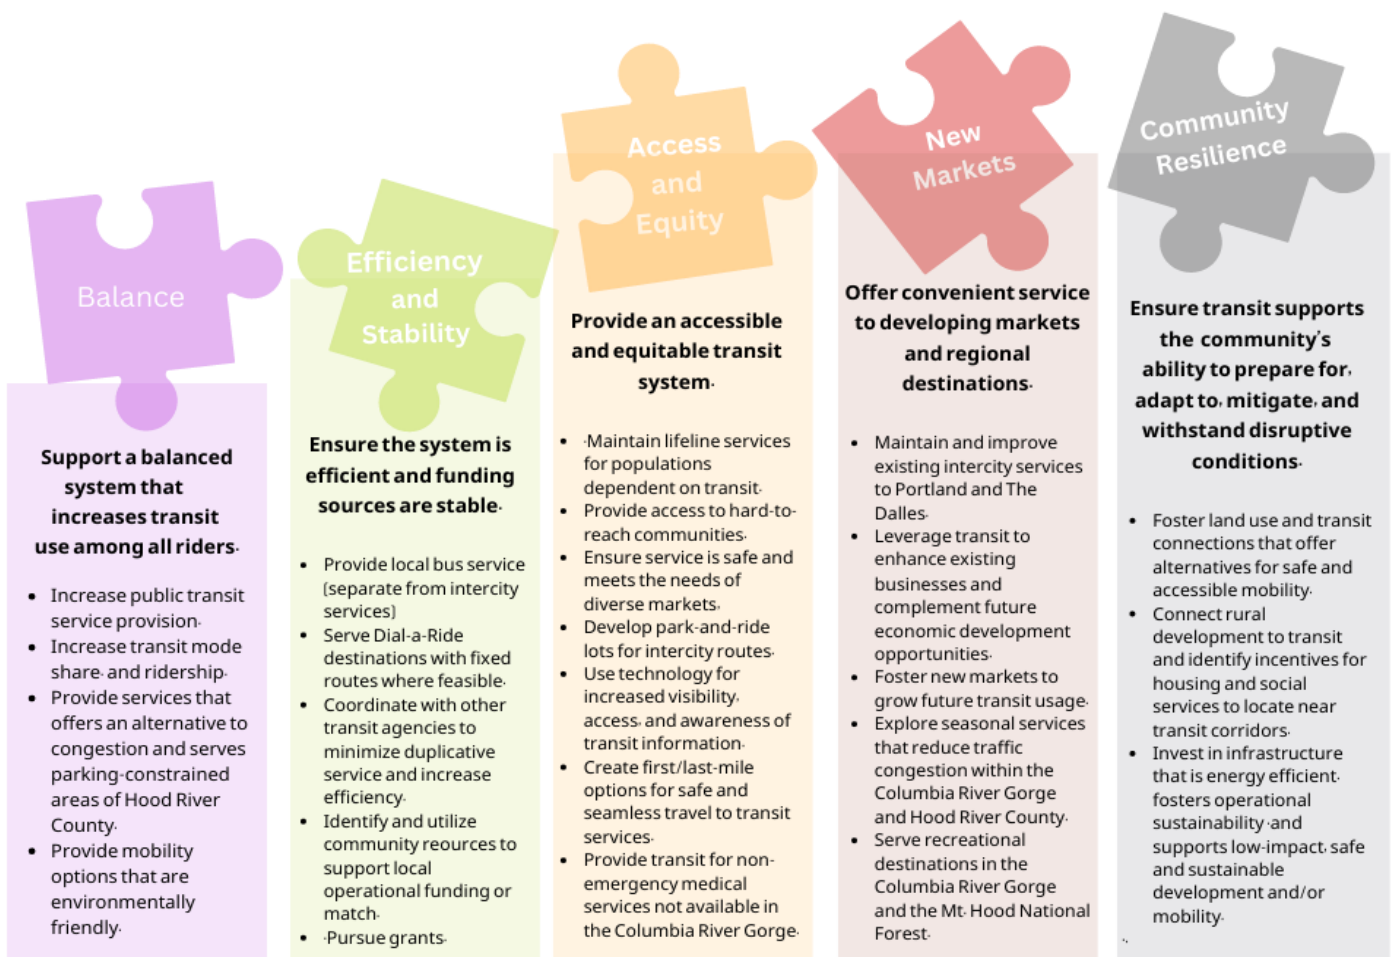 Balance
Support a balanced
system that
increases transit
use among all riders.
• Increase public transit
service provision.
• Increase transit mode
share, and ridership.
• Provide services that
offers an alternative to
congestion and serves
parking-constrained
areas of Hood River
County.
• Provide mobility
options that are
environmentally
friendly.
Efficiency
and
Stability
Ensure the system is
efficient and funding
sources are stable.
• Provide local bus service
(separate from intercity
services)
• Serve Dial-a-Ride
destinations with fixed
routes where feasible.
• Coordinate with other
transit agencies to
minimize duplicative
service and increase
efficiency.
• Identify and utilize
community reources to
support local
operational funding or
match.
• .Pursue grants.
Access
and
Equity
Provide an accessible
and equitable transit
system.
• .Maintain lifeline services
for populations
dependent on transit.
• Provide access to hard-to-
reach communities.
• Ensure service is safe and
meets the needs of
diverse markets.
• Develop park-and-ride
lots for intercity routes.
• Use technology for
increased visibility,
access, and awareness of
transit information.
• Create first/last-mile
options for safe and
seamless travel to transit
services.
• Provide transit for non-
emergency medical
services not available in
the Columbia River Gorge.
New
Markets
Offer convenient service
to developing markets
and regional
destinations.
• Maintain and improve
existing intercity services
to Portland and The
Dalles.
• Leverage transit to
enhance existing
businesses and
complement future
economic development
opportunities.
• Foster new markets to
grow future transit usage.
• Explore seasonal services
that reduce traffic
congestion within the
Columbia River Gorge
and Hood River County.
• Serve recreational
destinations in the
Columbia River Gorge
and the Mt. Hood National
Forest.
Community
Resilience
Ensure transit supports
the community's
ability to prepare for,
adapt to, mitigate, and
withstand disruptive
conditions.
• Foster land use and transit
connections that offer
alternatives for safe and
accessible mobility.
• Connect rural
development to transit
and identify incentives for
housing and social
services to locate near
transit corridors.
• Invest in infrastructure
that is energy efficient,
fosters operational
sustainability ,and
supports low-impact, safe
and sustainable
development and/or
mobility.
.,